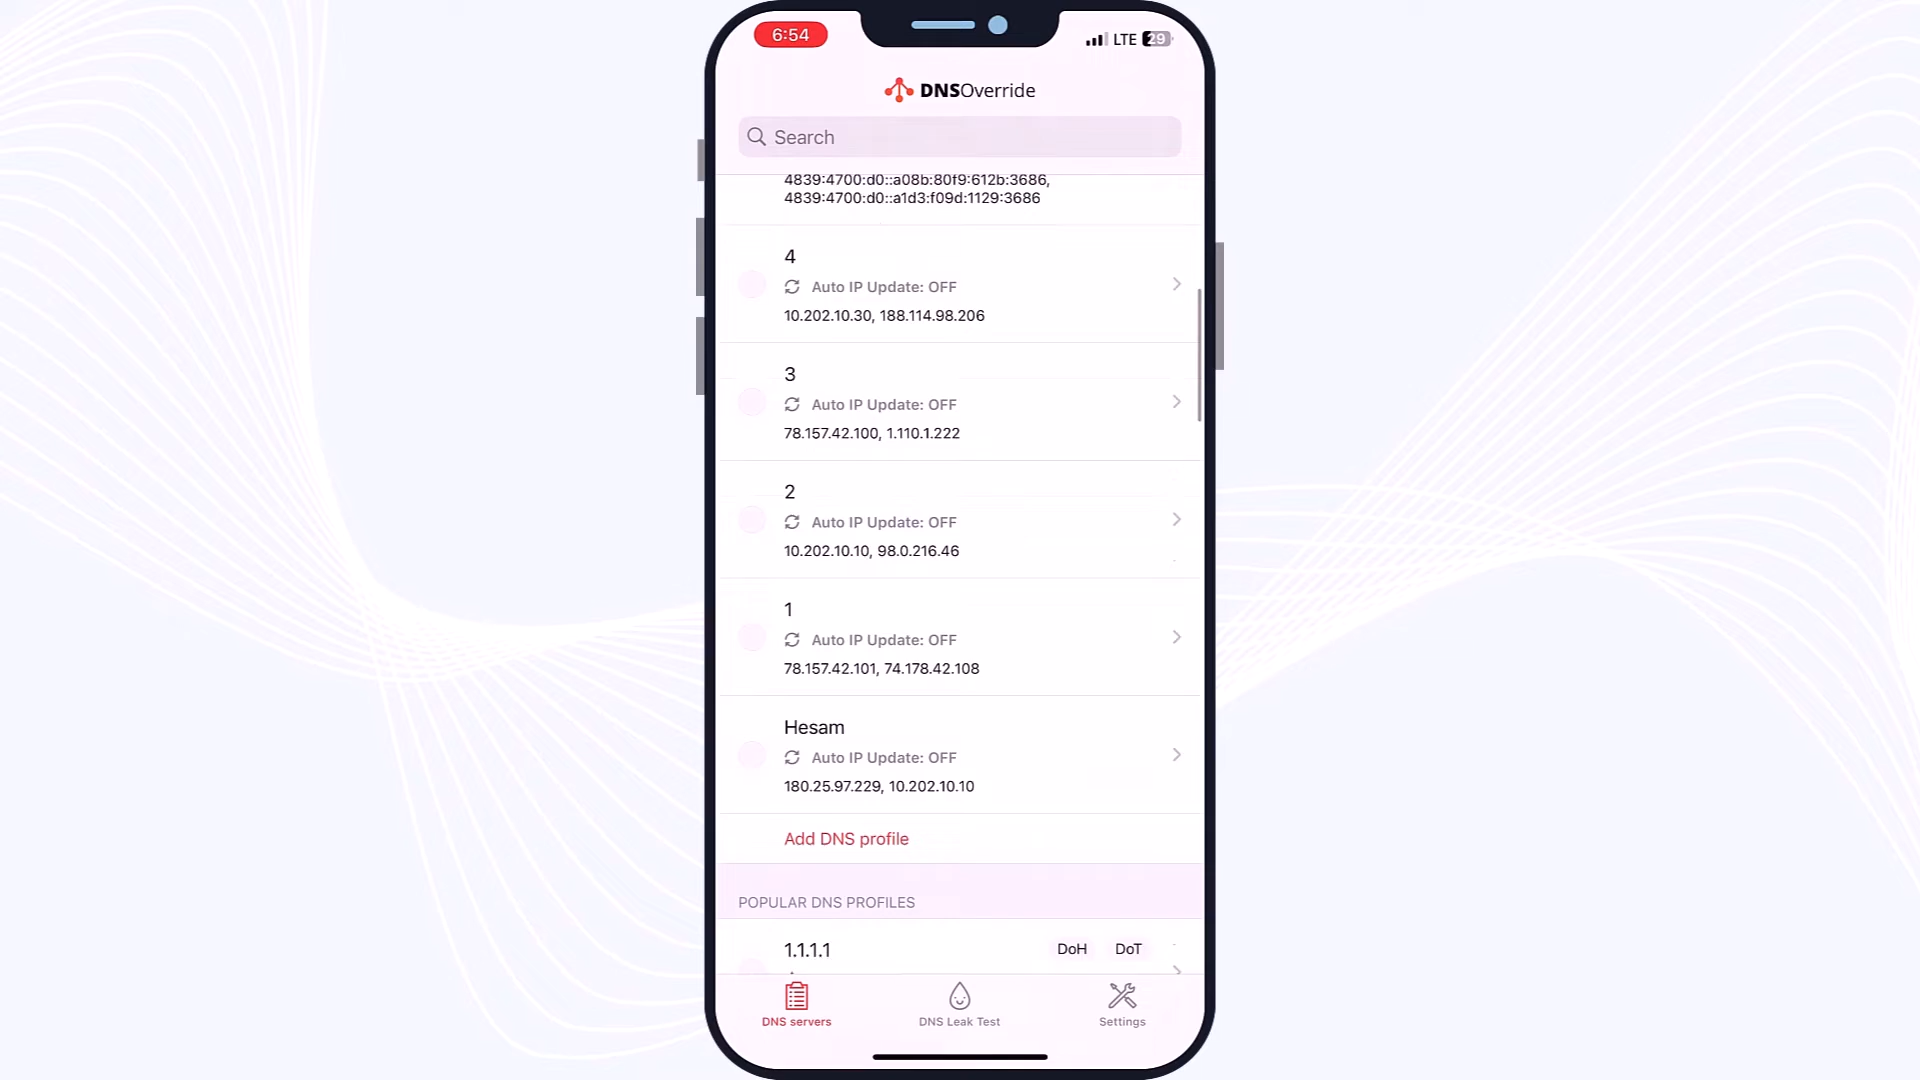 6:54
LTE 29
DNSOverride
Search
4839:4700:d0::a08b:80f9:612b:3686,
4839:4700:d0::a1d3:f09d:1129:3686
4
Auto IP Update: OFF
10.202.10.30, 188.114.98.206
3
Auto IP Update: OFF
78.157.42.100, 1.110.1.222
2
Auto IP Update: OFF
10.202.10.10, 98.0.216.46
1
Auto IP Update: OFF
78.157.42.101, 74.178.42.108
Hesam
Auto IP Update: OFF
180.25.97.229, 10.202.10.10
Add DNS profile
POPULAR DNS PROFILES
1.1.1.1 DoH DoT
DNS servers DNS Leak Test Settings